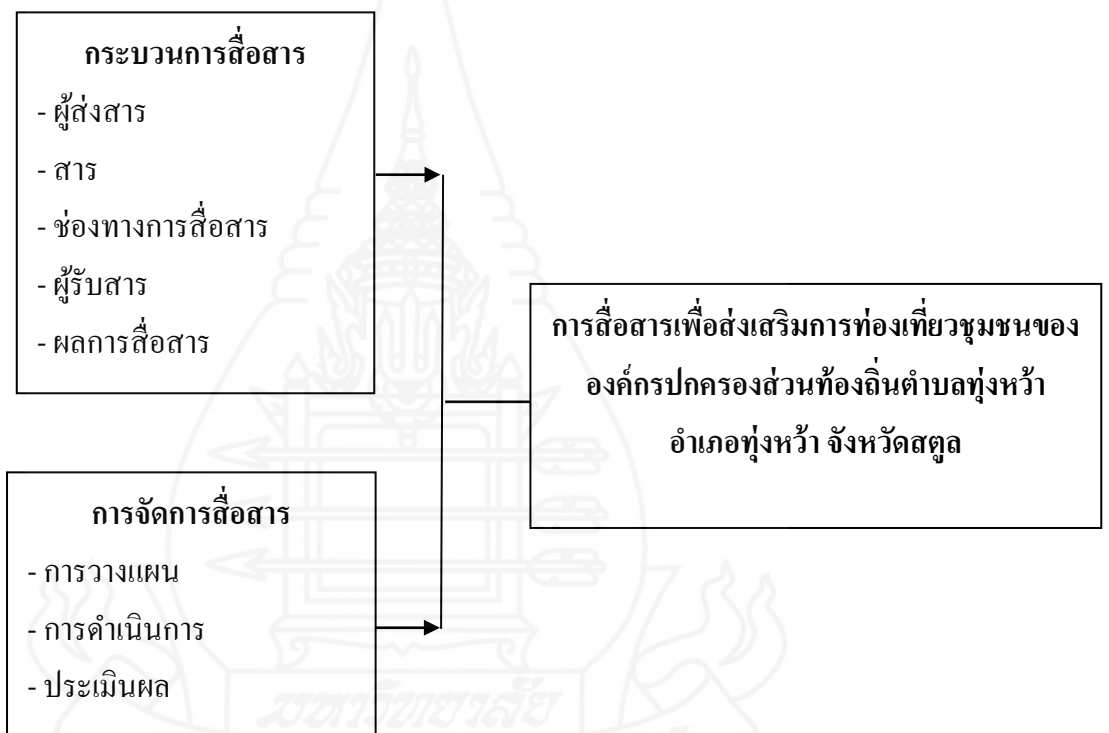 กระบวนการสื่อสาร
- ผู้ส่งสาร
- สาร
- ช่องทางการสื่อสาร
- ผู้รับสาร
- ผลการสื่อสาร
การสื่อสารเพื่อส่งเสริมการท่องเที่ยวชุมชนของ
องค์กรปกครองส่วนท้องถิ่นตำบลทุ่งหว้า
อำเภอทุ่งหว้า จังหวัดสตูล
การจัดการสื่อสาร
- การวางแผน
- การดำเนินการ
- ประเมินผล
มหาวิทยาลัย